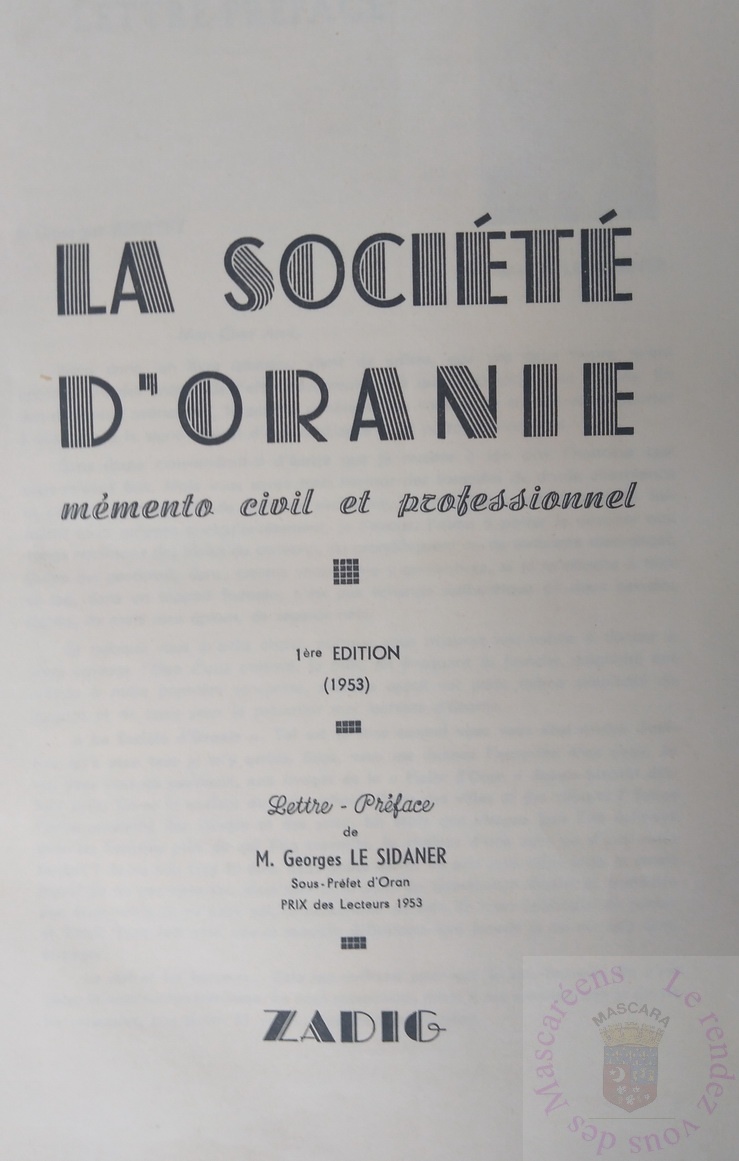 LA SOCIÉTÉ
D'ORANIE
mémento civil et professionnel
1ère EDITION
(1953)
Lettre - Préface
de
M. Georges LE SIDANER
Sous-Préfet d'Oran
PRIX des Lecteurs 1953
ZADIG
Le rendez vous des Mascaréens
MASCARA